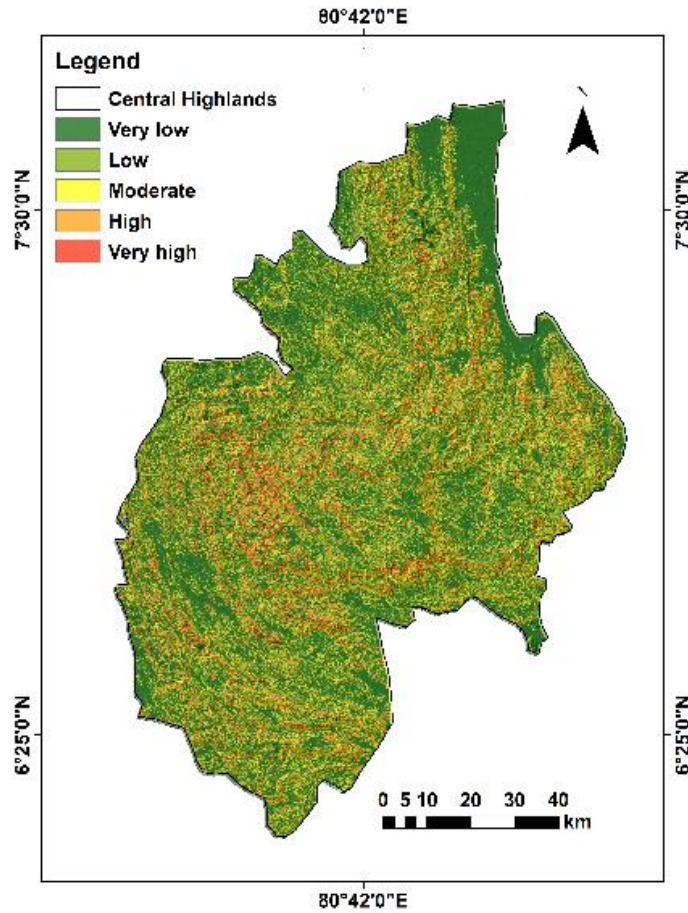 80°42'0"E
Legend
Central Highlands
Very low
Low
Moderate
High
Very high
7°30'0"N
7°30'0"N
6°25'0"N
6°25'0"N
0 5 10 20 30 40
km
80°42'0"E